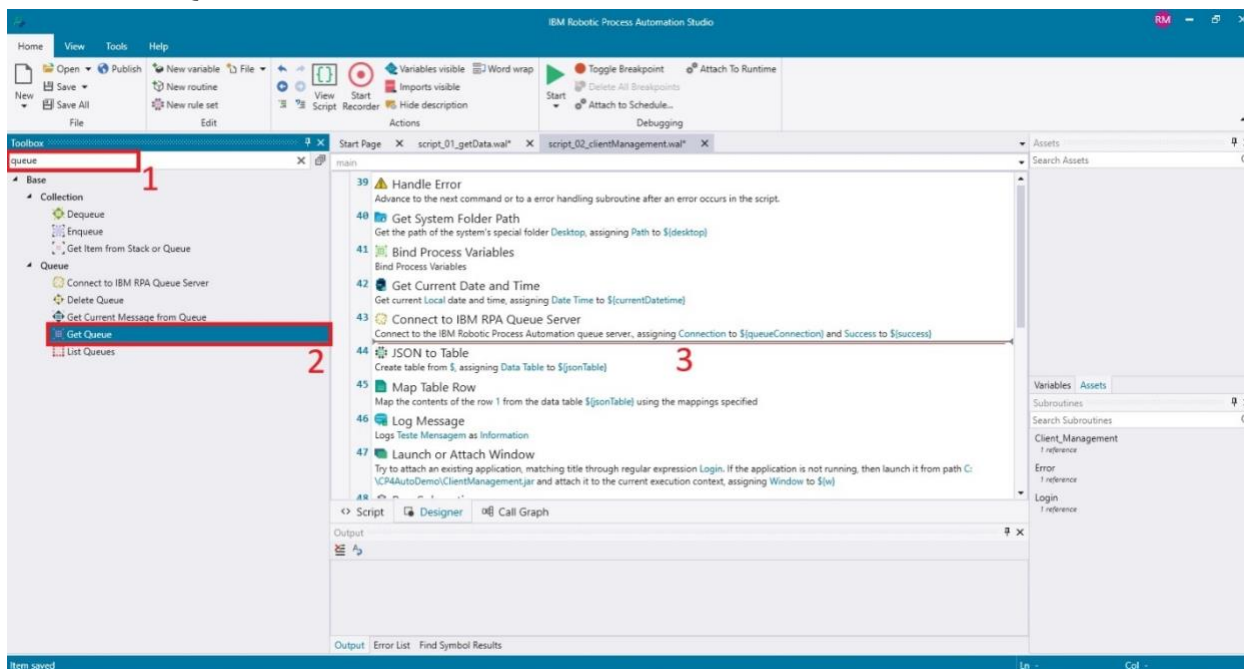 IBM Robotic Process Automation Studio
RM
Home View Tools Help
New
Open Publish
Save
Save All
File
New variable File
New routine
New rule set
Edit
View Script
Start Recorder
Variables visible Word wrap
Imports visible
Hide description
Actions
Start
Toggle Breakpoint Attach To Runtime
Delete All Breakpoints
Attach to Schedule...
Debugging
Toolbox
queue
1
Base
Collection
Dequeue
Enqueue
Get Item from Stack or Queue
Queue
Connect to IBM RPA Queue Server
Delete Queue
Get Current Message from Queue
Get Queue
2
List Queues
Start Page script_01_getData.wal* script_02_clientManagement.wal*
main
39 Handle Error
Advance to the next command or to a error handling subroutine after an error occurs in the script.
40 Get System Folder Path
Get the path of the system's special folder Desktop, assigning Path to ${desktop}
41 Bind Process Variables
Bind Process Variables
42 Get Current Date and Time
Get current Local date and time, assigning Date Time to ${currentDatetime}
43 Connect to IBM RPA Queue Server
Connect to the IBM Robotic Process Automation queue server., assigning Connection to ${queueConnection} and Success to ${success}
3
44 JSON to Table
Create table from $, assigning Data Table to ${jsonTable}
45 Map Table Row
Map the contents of the row 1 from the data table ${jsonTable} using the mappings specified
46 Log Message
Logs Teste Mensagem as Information
47 Launch or Attach Window
Try to attach an existing application, matching title through regular expression Login. If the application is not running, then launch it from path C:
\CP4AutoDemo\ClientManagement.jar and attach it to the current execution context, assigning Window to ${w}
Script Designer Call Graph
Output
Output Error List Find Symbol Results
Assets
Search Assets
Variables Assets
Subroutines
Search Subroutines
Client_Management
1 reference
Error
1 reference
Login
1 reference
Item saved
Ln - Col -